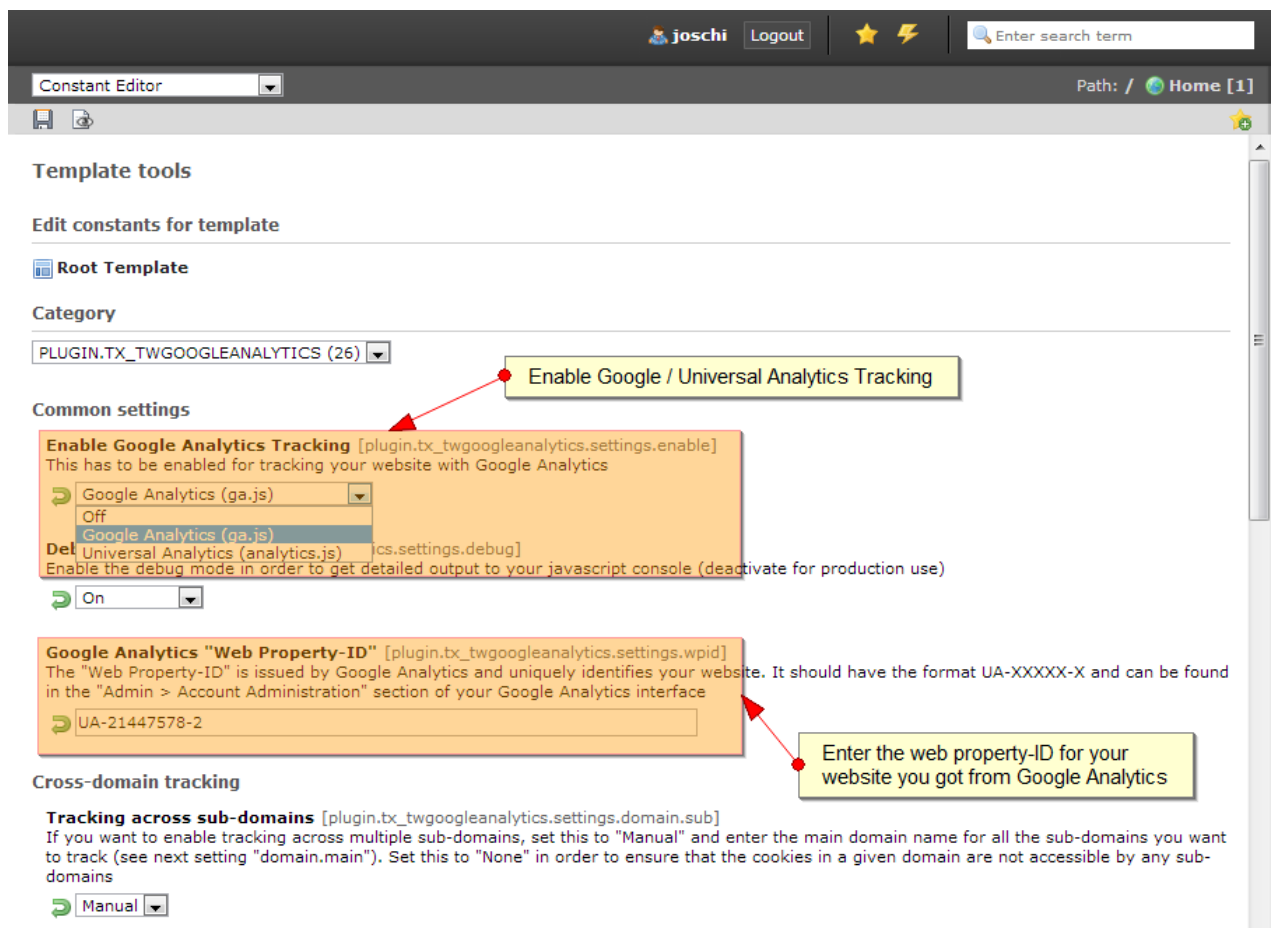 joschi Logout Enter search term
Constant Editor Path: / Home [1]
Template tools
Edit constants for template
Root Template
Category
PLUGIN.TX_TWGOOGLEANALYTICS (26)
Enable Google / Universal Analytics Tracking
Common settings
Enable Google Analytics Tracking [plugin.tx_twgoogleanalytics.settings.enable]
This has to be enabled for tracking your website with Google Analytics
Google Analytics (ga.js)
Off
Google Analytics (ga.js)
Universal Analytics (analytics.js)
Deb ics.settings.debug]
Enable the debug mode in order to get detailed output to your javascript console (deactivate for production use)
On
Google Analytics "Web Property-ID" [plugin.tx_twgoogleanalytics.settings.wpid]
The "Web Property-ID" is issued by Google Analytics and uniquely identifies your website. It should have the format UA-XXXXX-X and can be found
in the "Admin > Account Administration" section of your Google Analytics interface
UA-21447578-2
Enter the web property-ID for your
website you got from Google Analytics
Cross-domain tracking
Tracking across sub-domains [plugin.tx_twgoogleanalytics.settings.domain.sub]
If you want to enable tracking across multiple sub-domains, set this to "Manual" and enter the main domain name for all the sub-domains you want
to track (see next setting "domain.main"). Set this to "None" in order to ensure that the cookies in a given domain are not accessible by any sub-
domains
Manual